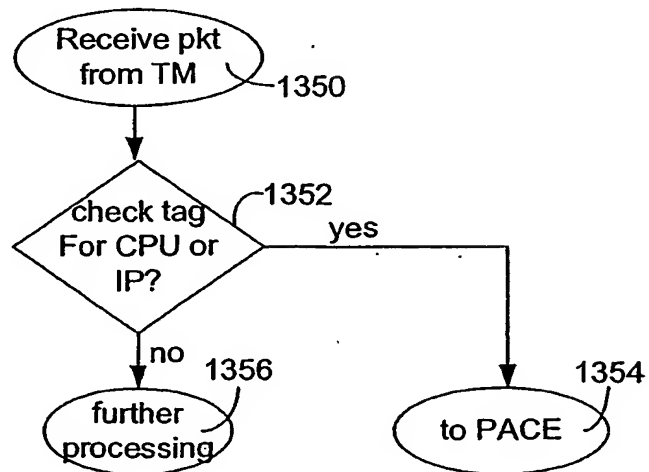 Receive pkt
from TM
1350
1352
check tag
For CPU or
IP?
yes
no
1356
1354
further
processing
to PACE